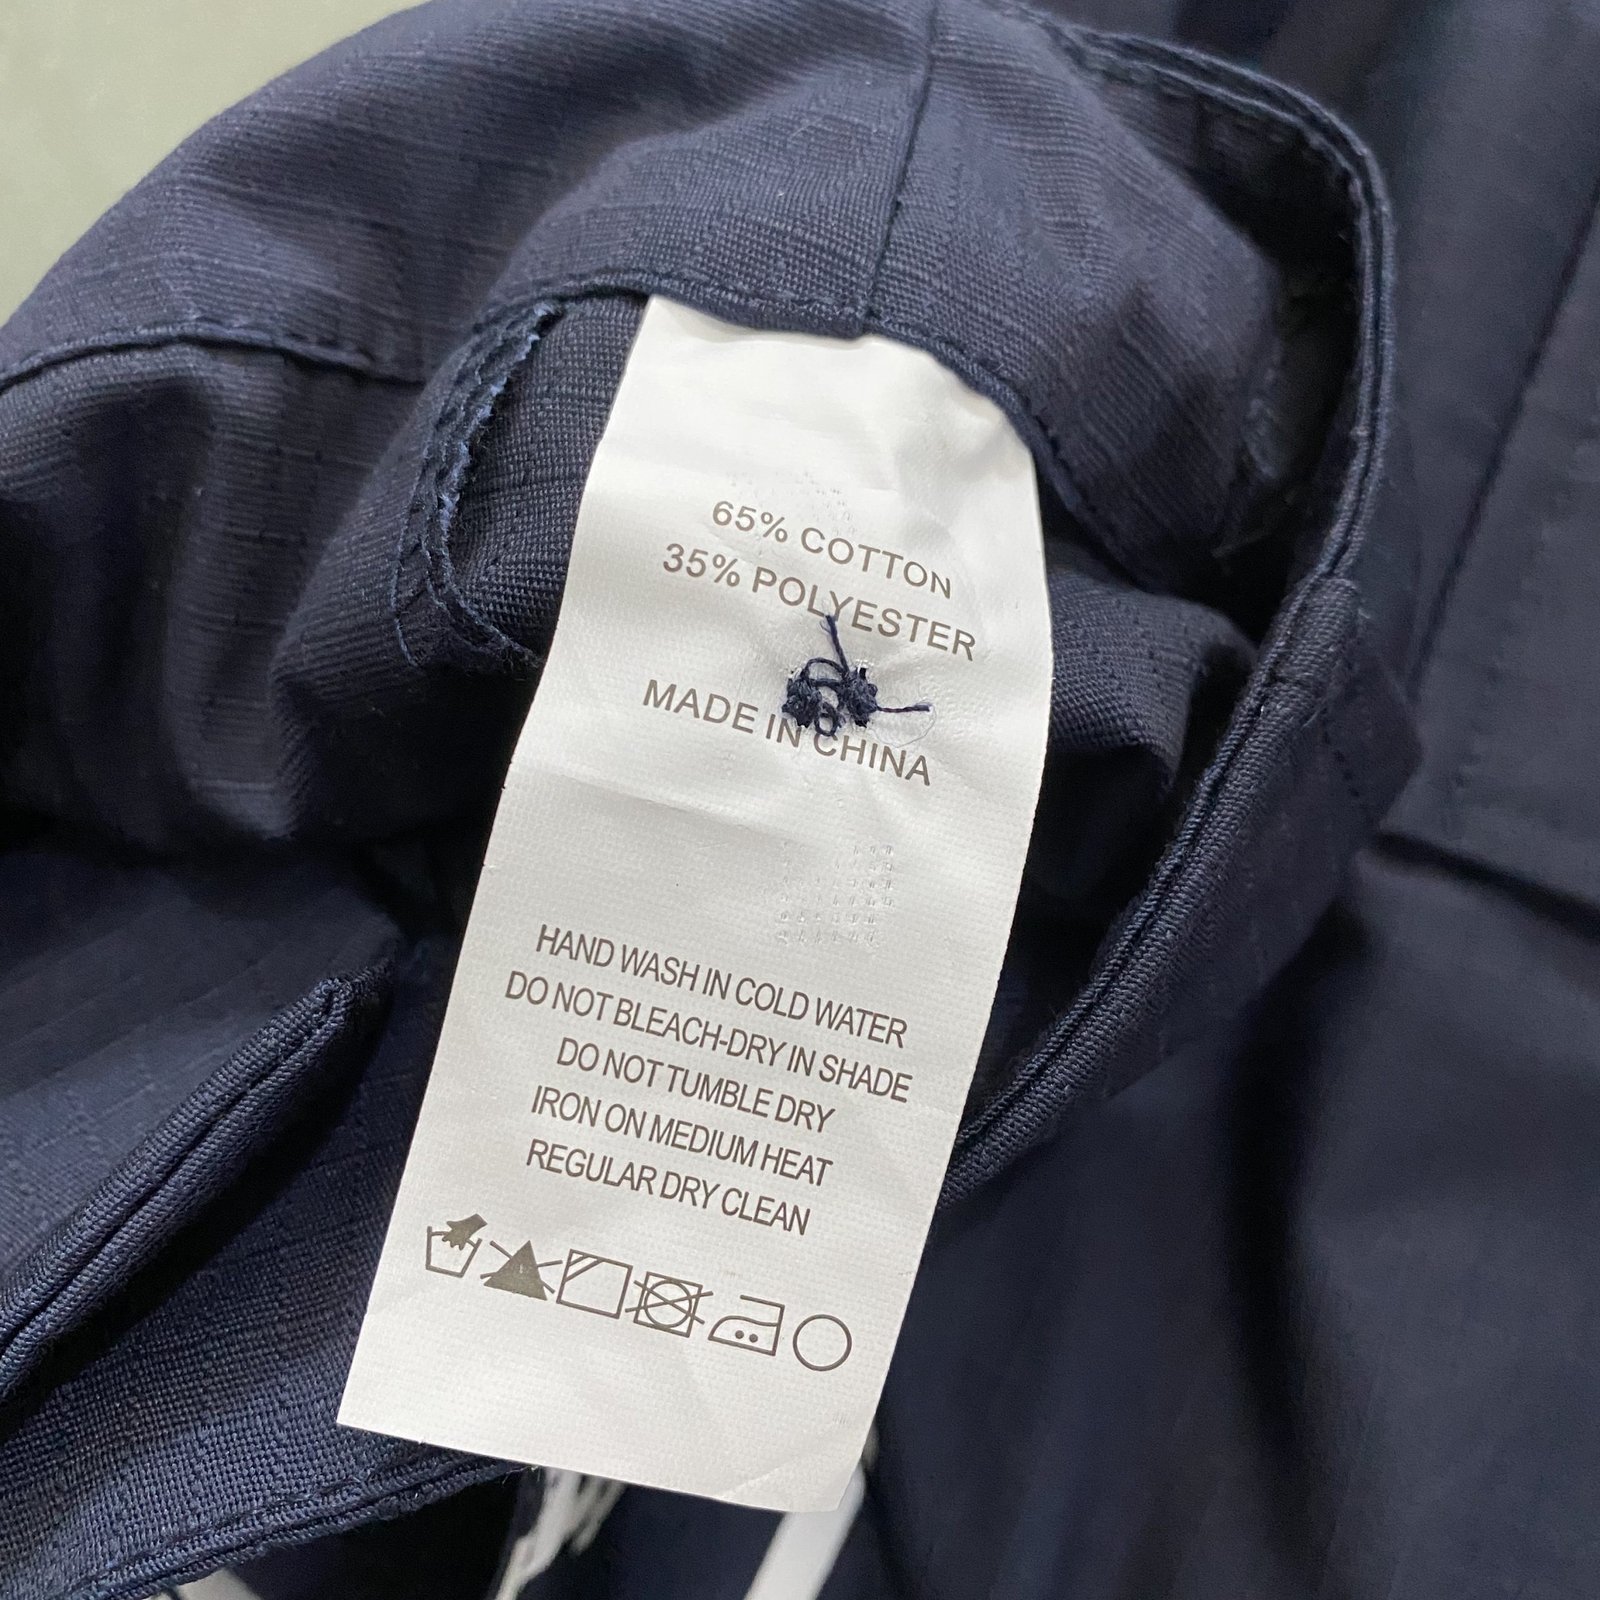 65% COTTON
35% POLYESTER
MADE IN CHINA
HAND WASH IN COLD WATER
DO NOT BLEACH-DRY IN SHADE
DO NOT TUMBLE DRY
IRON ON MEDIUM HEAT
REGULAR DRY CLEAN